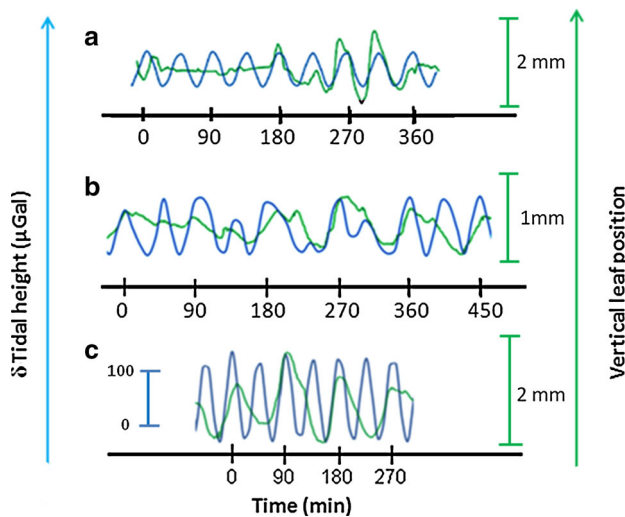 a
2 mm
0 90 180 270 360
b
1mm
0 90 180 270 360 450
c
100
0
2 mm
0 90 180 270
Time (min)
δTidal height (µGal)
Vertical leaf position